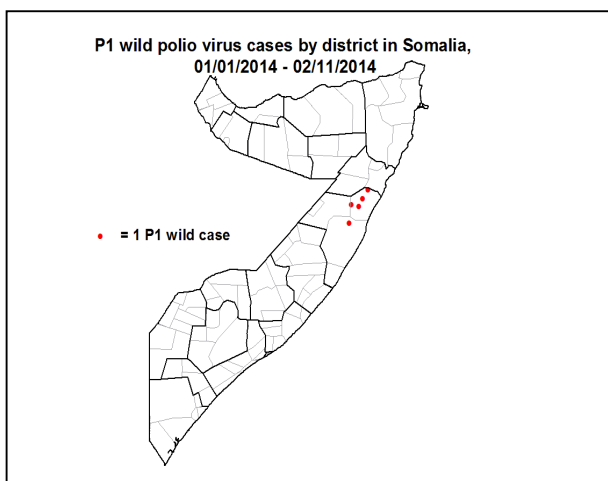 P1 wild polio virus cases by district in Somalia,
01/01/2014 - 02/11/2014
= 1 P1 wild case